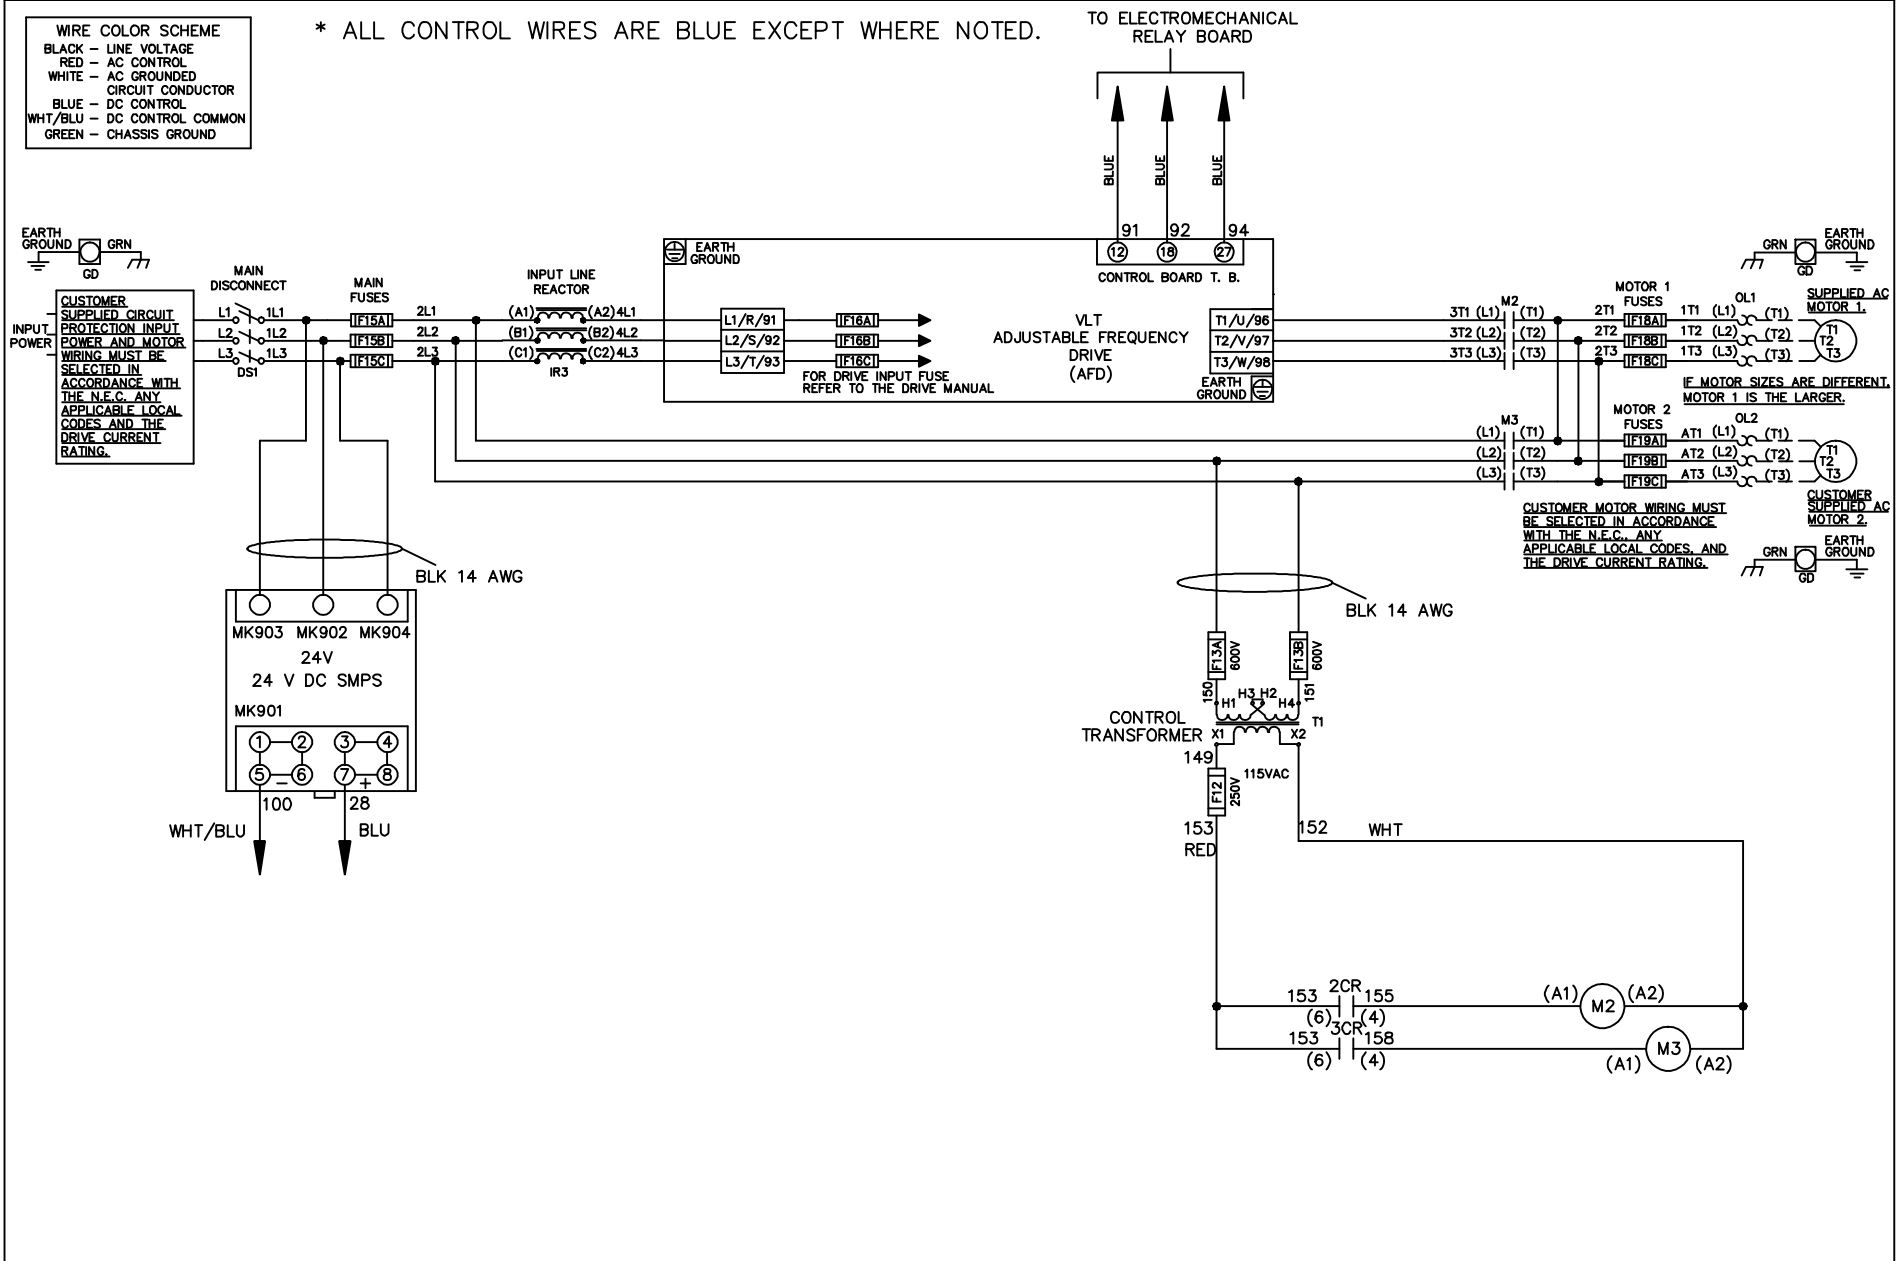 WIRE COLOR SCHEME
BLACK – LINE VOLTAGE
RED – AC CONTROL
WHITE – AC GROUNDED
CIRCUIT CONDUCTOR
BLUE – DC CONTROL
WHT/BLU – DC CONTROL COMMON
GREEN – CHASSIS GROUND
* ALL CONTROL WIRES ARE BLUE EXCEPT WHERE NOTED.
TO ELECTROMECHANICAL
RELAY BOARD
BLUE
BLUE
BLUE
91 92 94
12 18 27
CONTROL BOARD T. B.
EARTH
GROUND
GRN
GD
INPUT
POWER
CUSTOMER
SUPPLIED CIRCUIT
PROTECTION INPUT
POWER AND MOTOR
WIRING MUST BE
SELECTED IN
ACCORDANCE WITH
THE N.E.C. ANY
APPLICABLE LOCAL
CODES AND THE
DRIVE CURRENT
RATING.
MAIN
DISCONNECT
L1 1L1
L2 1L2
L3 1L3
DS1
MAIN
FUSES
F15A
F15B
F15C
2L1
2L2
2L3
INPUT LINE
REACTOR
(A1) (A2) 4L1
(B1) (B2) 4L2
(C1) (C2) 4L3
IR3
EARTH
GROUND
L1/R/91
L2/S/92
L3/T/93
F16A
F16B
F16C
FOR DRIVE INPUT FUSE
REFER TO THE DRIVE MANUAL
VLT
ADJUSTABLE FREQUENCY
DRIVE
(AFD)
T1/U/96
T2/V/97
T3/W/98
EARTH
GROUND
M2
3T1 (L1) (T1)
3T2 (L2) (T2)
3T3 (L3) (T3)
MOTOR 1
FUSES
2T1 F18A 1T1 (L1) (T1)
2T2 F18B 1T2 (L2) (T2)
2T3 F18C 1T3 (L3) (T3)
OL1
GRN
GD
EARTH
GROUND
SUPPLIED AC
MOTOR 1.
T1
T2
T3
IF MOTOR SIZES ARE DIFFERENT,
MOTOR 1 IS THE LARGER.
M3
(L1) (T1)
(L2) (T2)
(L3) (T3)
MOTOR 2
FUSES
OL2
F19A AT1 (L1) (T1)
F19B AT2 (L2) (T2)
F19C AT3 (L3) (T3)
T1
T2
T3
CUSTOMER
SUPPLIED AC
MOTOR 2.
CUSTOMER MOTOR WIRING MUST
BE SELECTED IN ACCORDANCE
WITH THE N.E.C., ANY
APPLICABLE LOCAL CODES, AND
THE DRIVE CURRENT RATING.
GRN
GD
EARTH
GROUND
BLK 14 AWG
MK903 MK902 MK904
24V
24 V DC SMPS
MK901
1 2 3 4
5 6 7 8
– +
100 28
WHT/BLU BLU
BLK 14 AWG
F13A 600V
F13B 600V
150 151
H1 H3 H2 H4
T1
CONTROL
TRANSFORMER
X1 X2
149
115VAC
F12 250V
153
RED
152 WHT
153 2CR 155
(6) (4)
(A1) M2 (A2)
153 3CR 158
(6) (4)
(A1) M3 (A2)